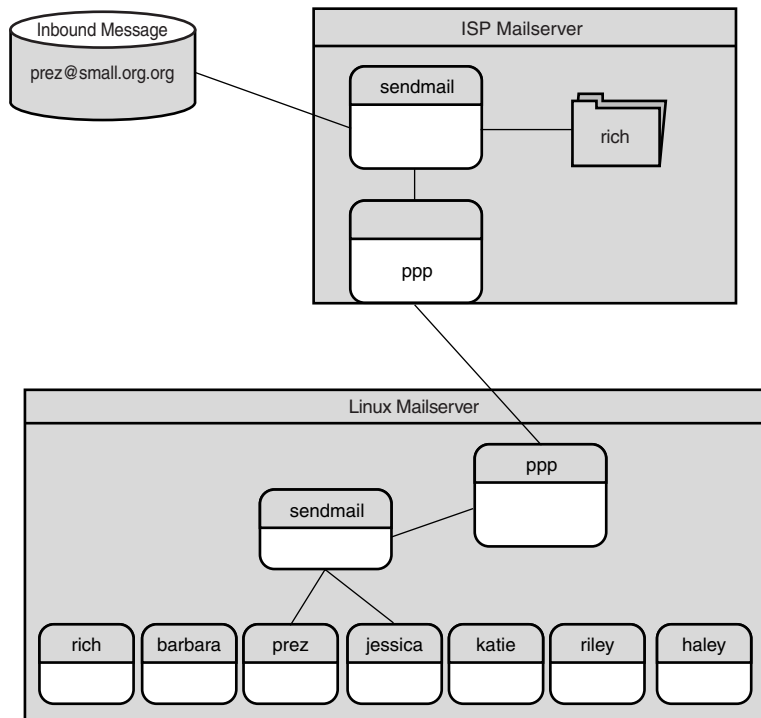 Inbound Message
prez@small.org.org
ISP Mailserver
sendmail
rich
ppp
Linux Mailserver
ppp
sendmail
rich
barbara
prez
jessica
katie
riley
haley